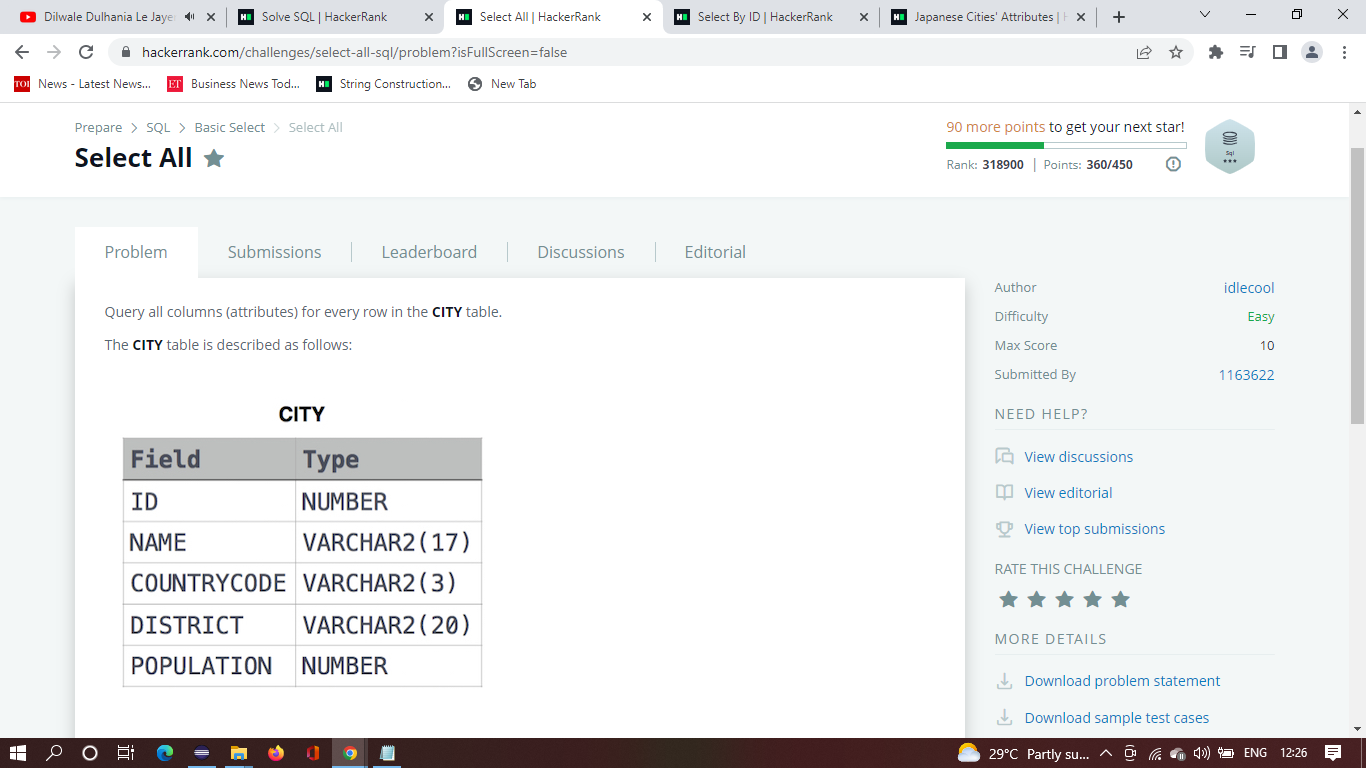 Dilwale Dulhania Le Jaye
Solve SQL | HackerRank
Select All | HackerRank
Select By ID | HackerRank
Japanese Cities' Attributes | H
hackerrank.com/challenges/select-all-sql/problem?isFullScreen=false
TOI News - Latest News...
ET Business News Tod...
String Construction...
New Tab
Prepare > SQL > Basic Select > Select All
Select All
90 more points to get your next star!
Rank: 318900 | Points: 360/450
Sql
Problem
Submissions
Leaderboard
Discussions
Editorial
Query all columns (attributes) for every row in the CITY table.
The CITY table is described as follows:
CITY
Field Type
ID NUMBER
NAME VARCHAR2(17)
COUNTRYCODE VARCHAR2(3)
DISTRICT VARCHAR2(20)
POPULATION NUMBER
Author idlecool
Difficulty Easy
Max Score 10
Submitted By 1163622
NEED HELP?
View discussions
View editorial
View top submissions
RATE THIS CHALLENGE
MORE DETAILS
Download problem statement
Download sample test cases
29°C Partly su... ENG 12:26